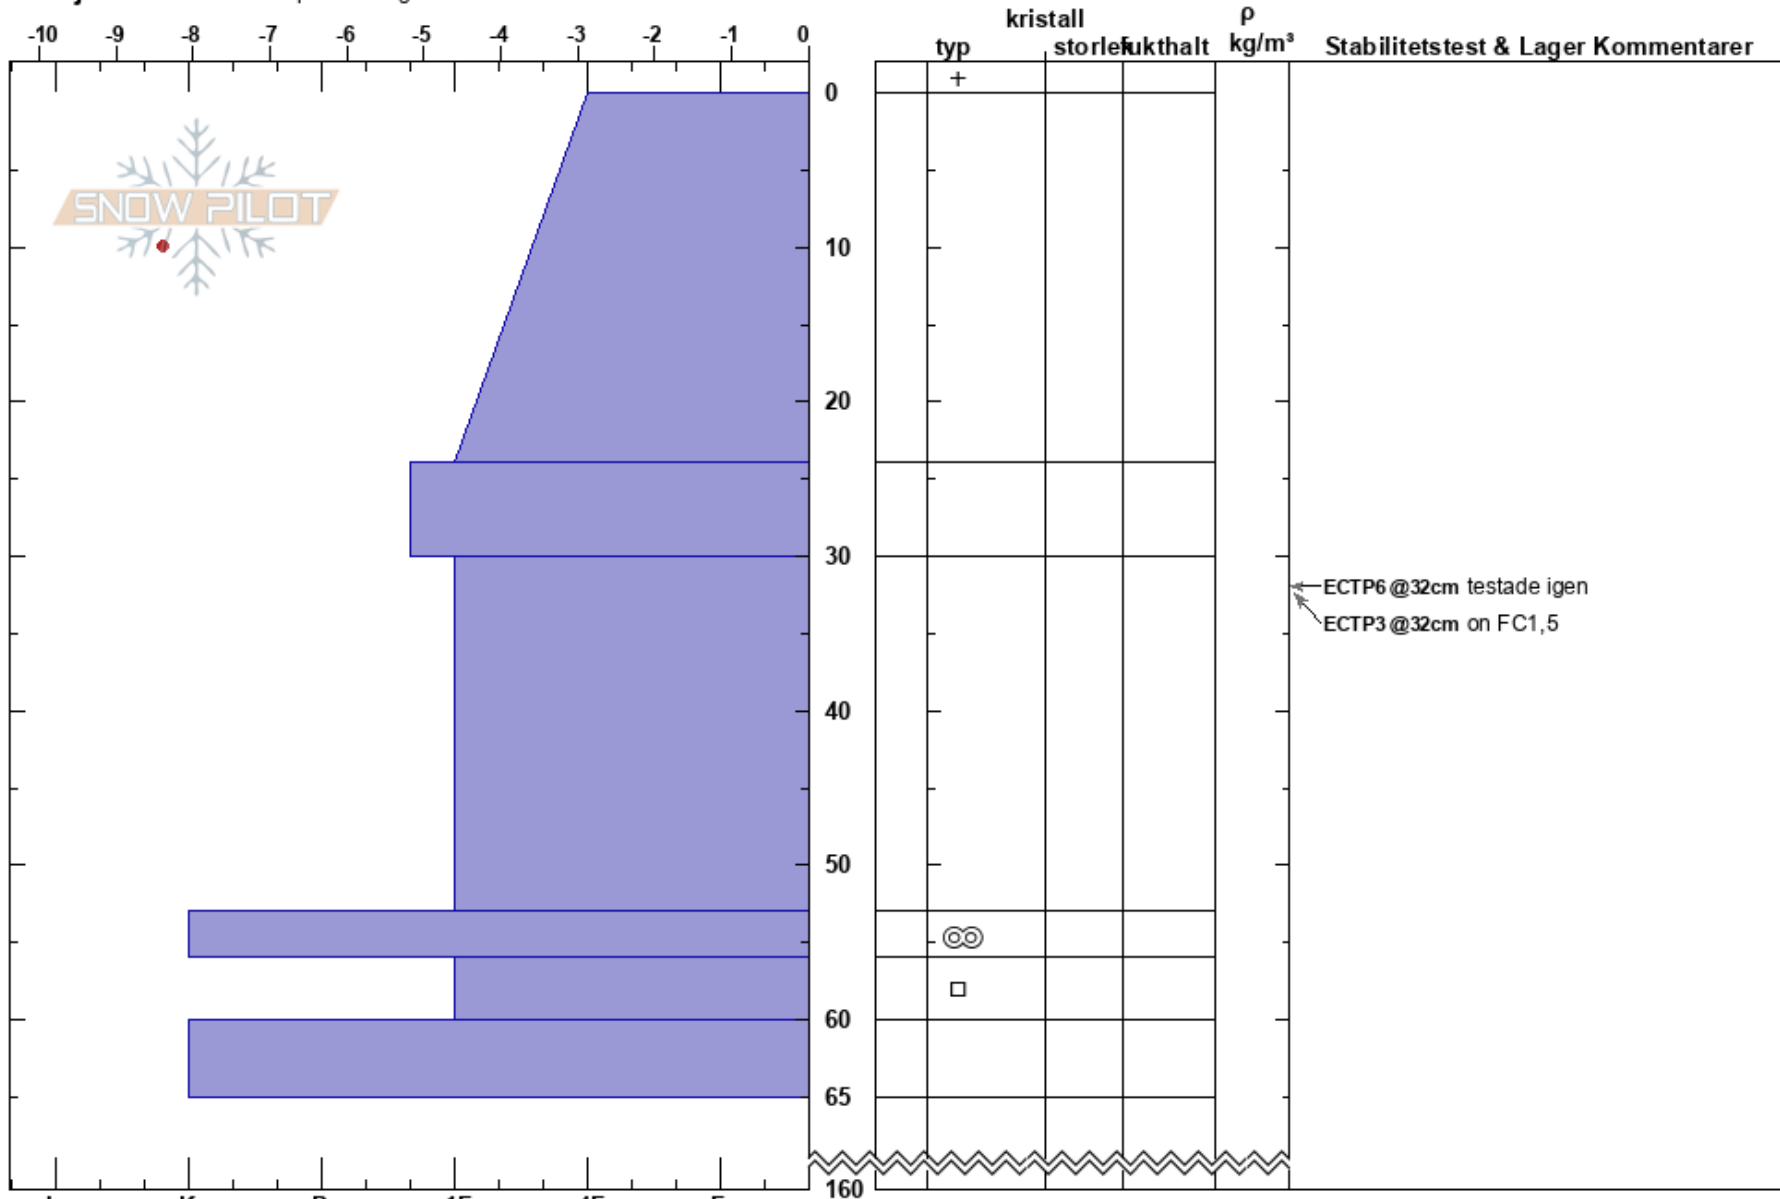 kristall ρ
-10 -9 -8 -7 -6 -5 -4 -3 -2 -1 0 typ kg/m³ Stabilitetstest & Lager Kommentarer
+
0
SNOW PILOT
10
20
30
ECTP6 @32cm testade igen
ECTP3 @32cm on FC1,5
40
50
60
65
160